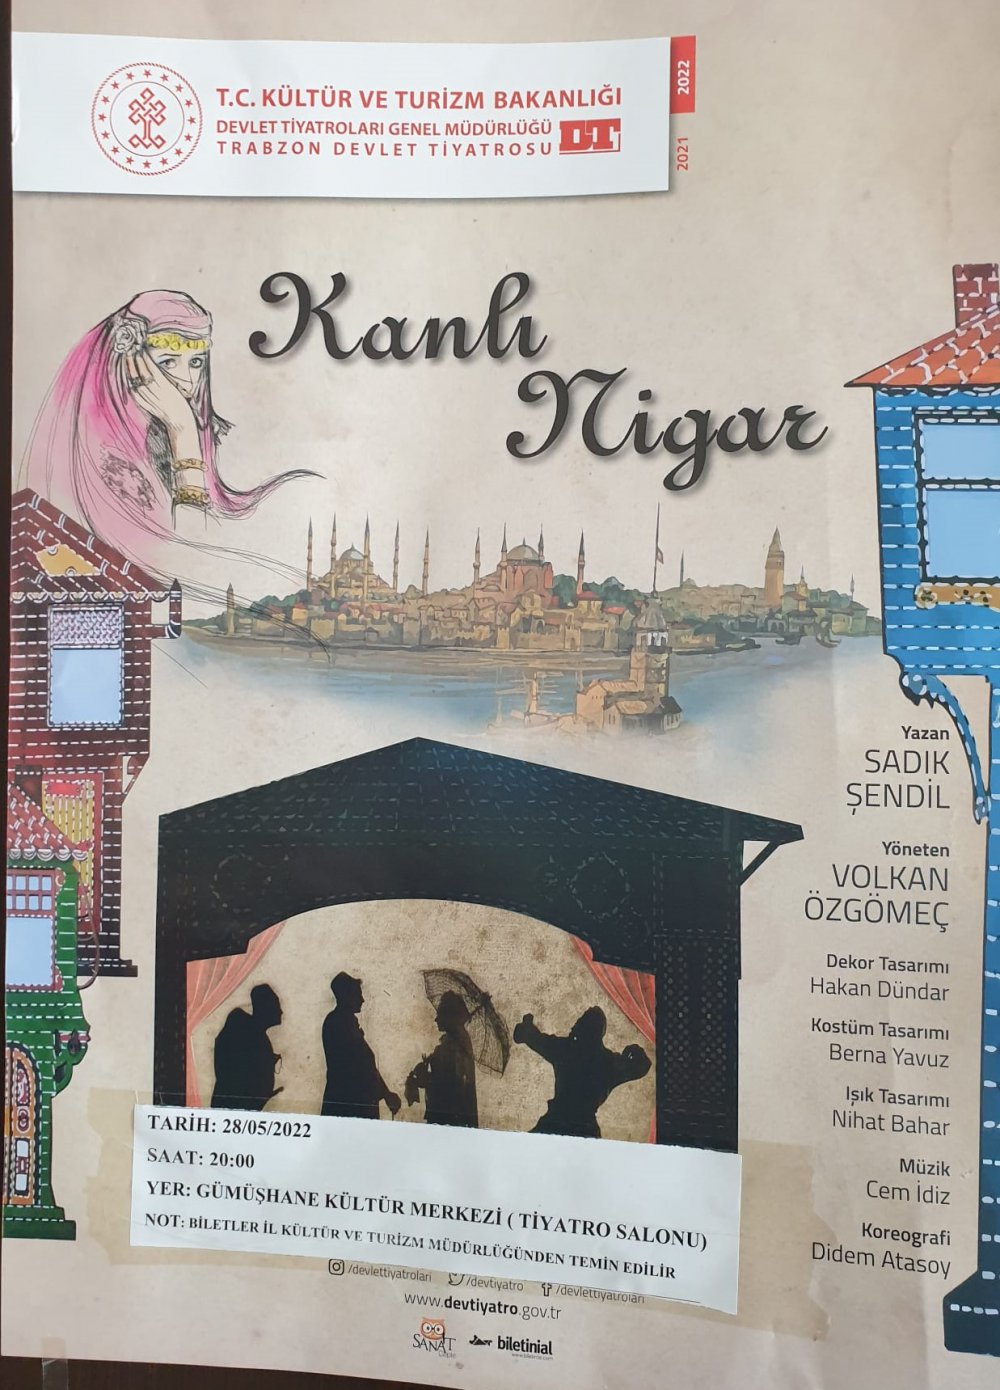 T.C. KÜLTÜR VE TURİZM BAKANLIĞI
DEVLET TİYATROLARI GENEL MÜDÜRLÜĞÜ
TRABZON DEVLET TİYATROSU
DT
2022
2021
Kanlı
Nigar
Yazan
SADIK
ŞENDİL
Yöneten
VOLKAN
ÖZGÖMEÇ
Dekor Tasarımı
Hakan Dündar
Kostüm Tasarımı
Berna Yavuz
Işık Tasarımı
Nihat Bahar
Müzik
Cem İdiz
Koreografi
Didem Atasoy
TARİH: 28/05/2022
SAAT: 20:00
YER: GÜMÜŞHANE KÜLTÜR MERKEZİ ( TİYATRO SALONU)
NOT: BİLETLER İL KÜLTÜR VE TURİZM MÜDÜRLÜĞÜNDEN TEMİN EDİLİR
/devlettiyatrolari /devtiyatro /devlettiyatrolari
www.devtiyatro.gov.tr
SANAT biletinial